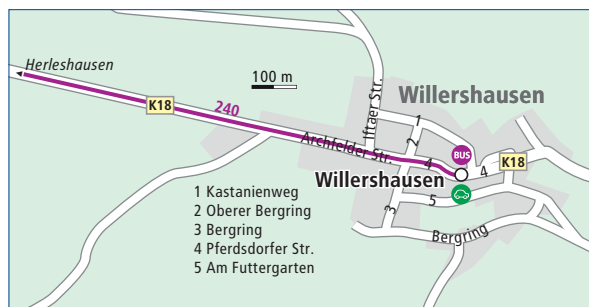 Herleshausen
K18
240
100 m
Iftaer Str.
Willershausen
1
2
BUS
Archfelder Str.
4
4
K18
Willershausen
5
3
Bergring
1 Kastanienweg
2 Oberer Bergring
3 Bergring
4 Pferdsdorfer Str.
5 Am Futtergarten